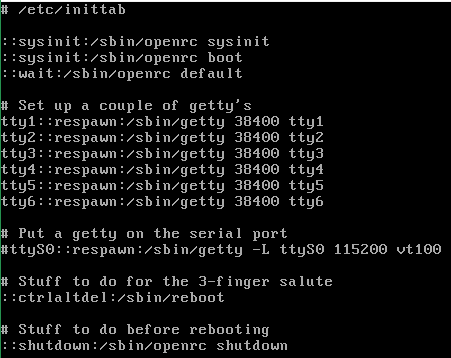 # /etc/inittab
::sysinit:/sbin/openrc sysinit
::sysinit:/sbin/openrc boot
::wait:/sbin/openrc default
# Set up a couple of getty's
tty1::respawn:/sbin/getty 38400 tty1
tty2::respawn:/sbin/getty 38400 tty2
tty3::respawn:/sbin/getty 38400 tty3
tty4::respawn:/sbin/getty 38400 tty4
tty5::respawn:/sbin/getty 38400 tty5
tty6::respawn:/sbin/getty 38400 tty6
# Put a getty on the serial port
#ttyS0::respawn:/sbin/getty -L ttyS0 115200 vt100
# Stuff to do for the 3-finger salute
::ctrlaltdel:/sbin/reboot
# Stuff to do before rebooting
::shutdown:/sbin/openrc shutdown